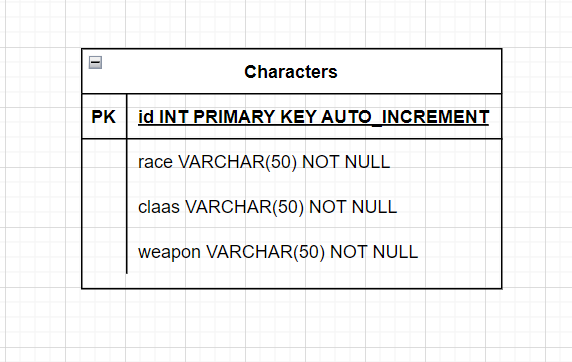 Characters
PK id INT PRIMARY KEY AUTO_INCREMENT
race VARCHAR(50) NOT NULL
claas VARCHAR(50) NOT NULL
weapon VARCHAR(50) NOT NULL